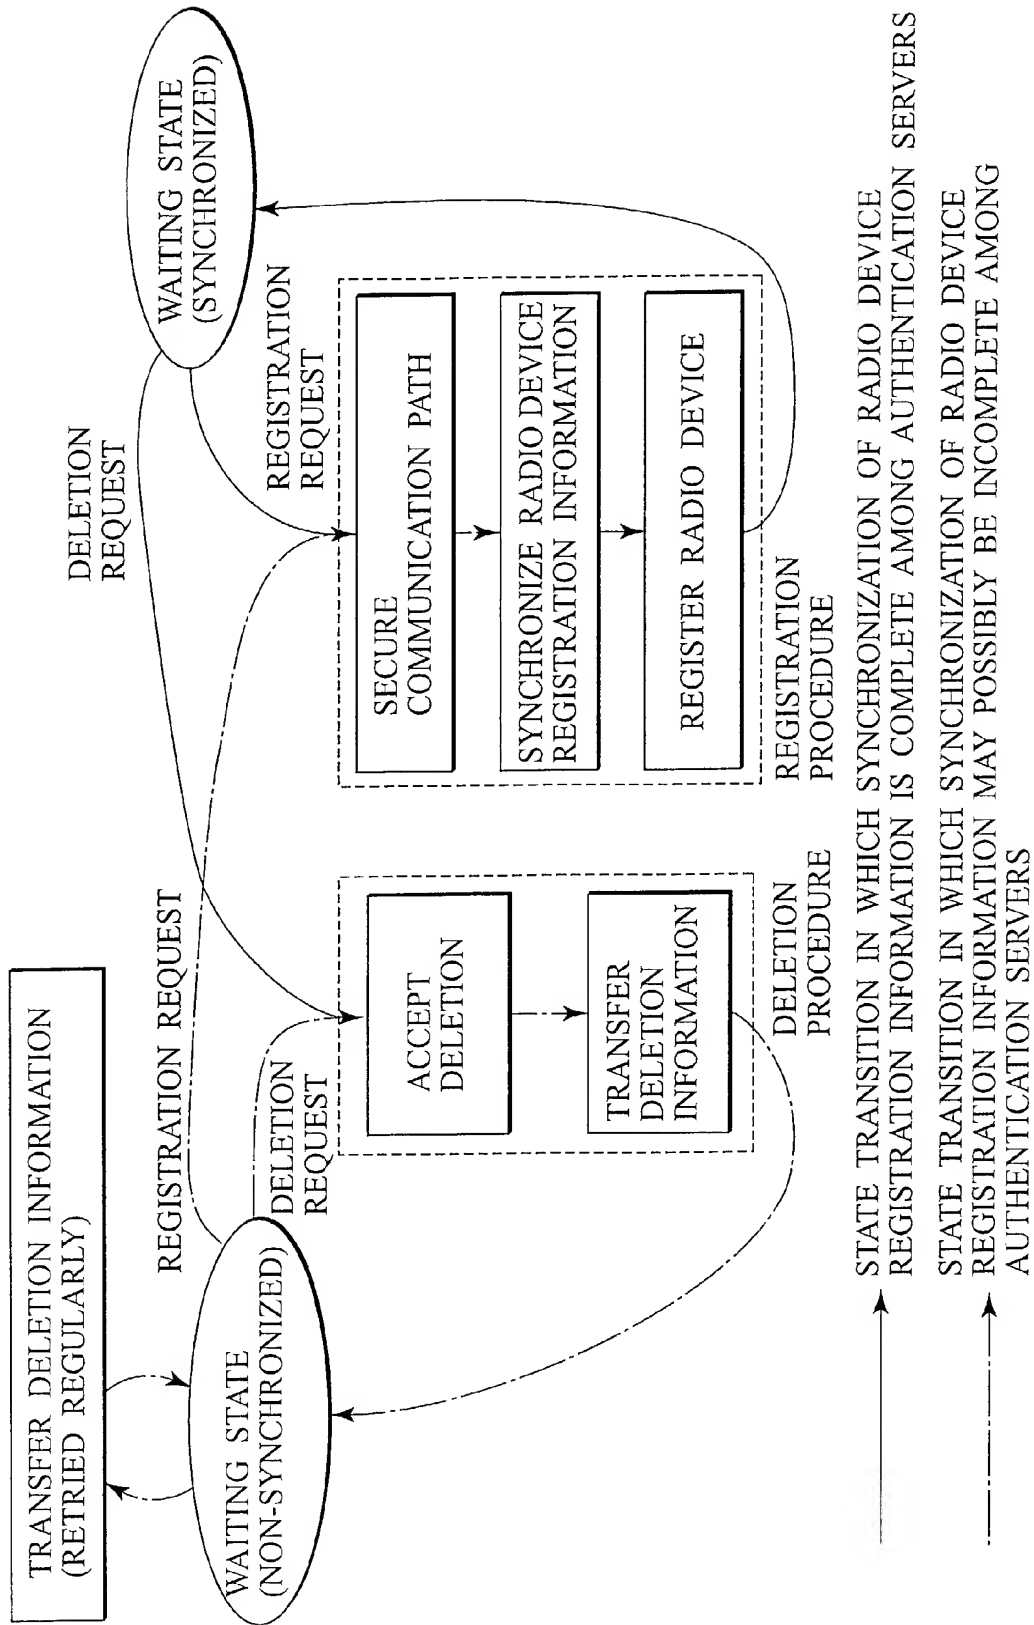 TRANSFER DELETION INFORMATION
(RETRIED REGULARLY)
WAITING STATE
(NON-SYNCHRONIZED)
REGISTRATION REQUEST
DELETION
REQUEST
DELETION
REQUEST
WAITING STATE
(SYNCHRONIZED)
REGISTRATION
REQUEST
ACCEPT
DELETION
TRANSFER
DELETION
INFORMATION
DELETION
PROCEDURE
SECURE
COMMUNICATION PATH
SYNCHRONIZE RADIO DEVICE
REGISTRATION INFORMATION
REGISTER RADIO DEVICE
REGISTRATION
PROCEDURE
STATE TRANSITION IN WHICH SYNCHRONIZATION OF RADIO DEVICE
REGISTRATION INFORMATION IS COMPLETE AMONG AUTHENTICATION SERVERS
STATE TRANSITION IN WHICH SYNCHRONIZATION OF RADIO DEVICE
REGISTRATION INFORMATION MAY POSSIBLY BE INCOMPLETE AMONG
AUTHENTICATION SERVERS